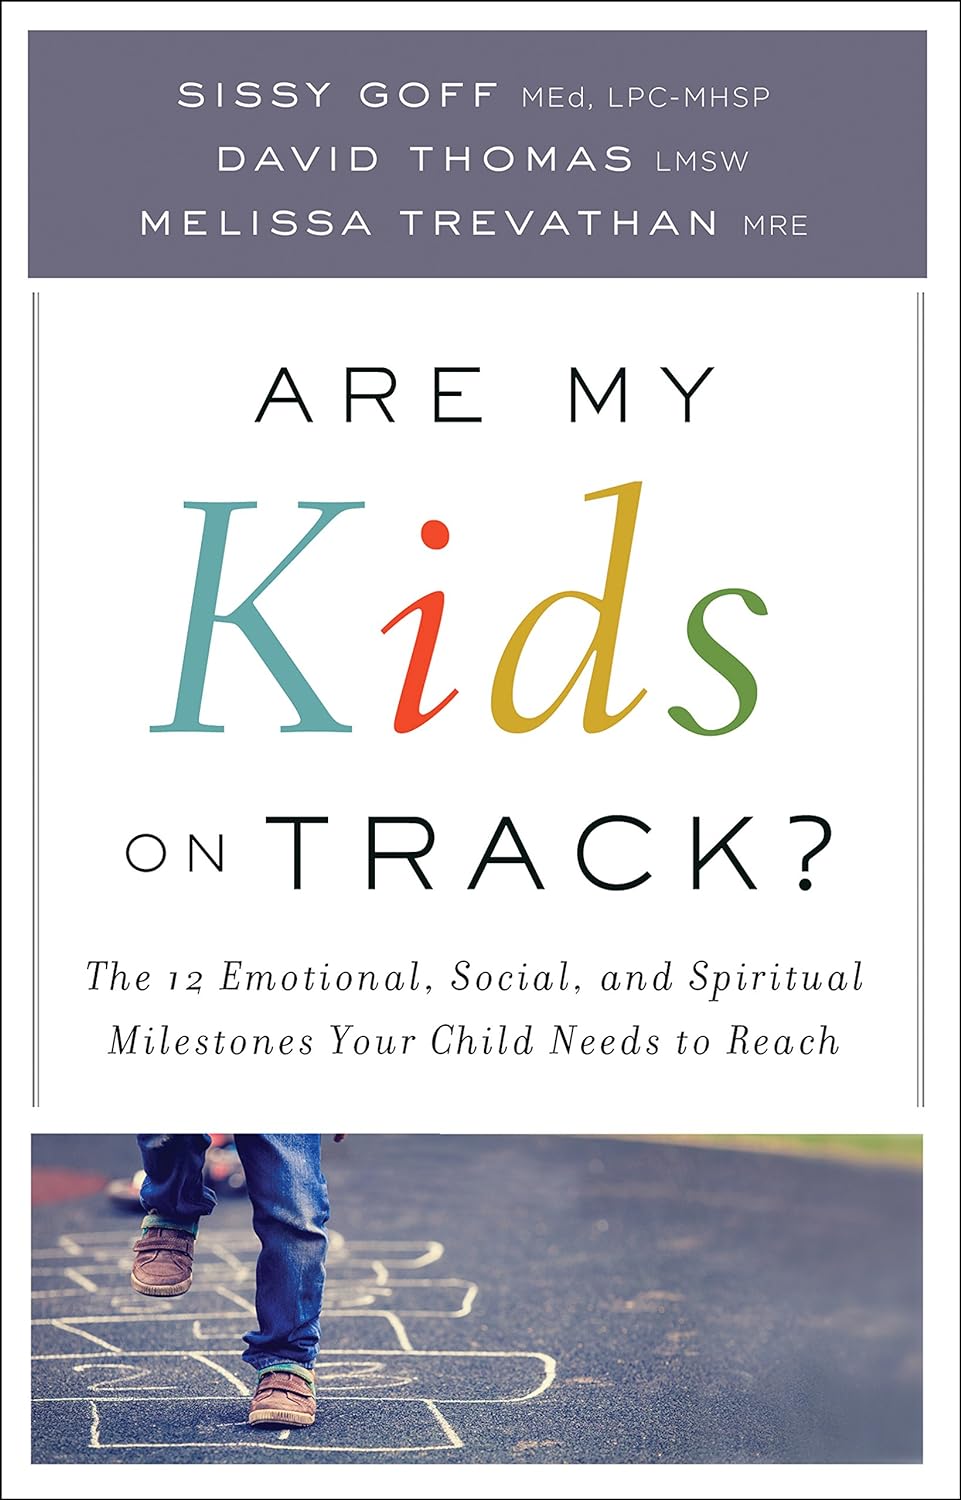 SISSY GOFF MEd, LPC-MHSP
DAVID THOMAS LMSW
MELISSA TREVATHAN MRE
ARE MY
Kids
ON TRACK?
The 12 Emotional, Social, and Spiritual
Milestones Your Child Needs to Reach